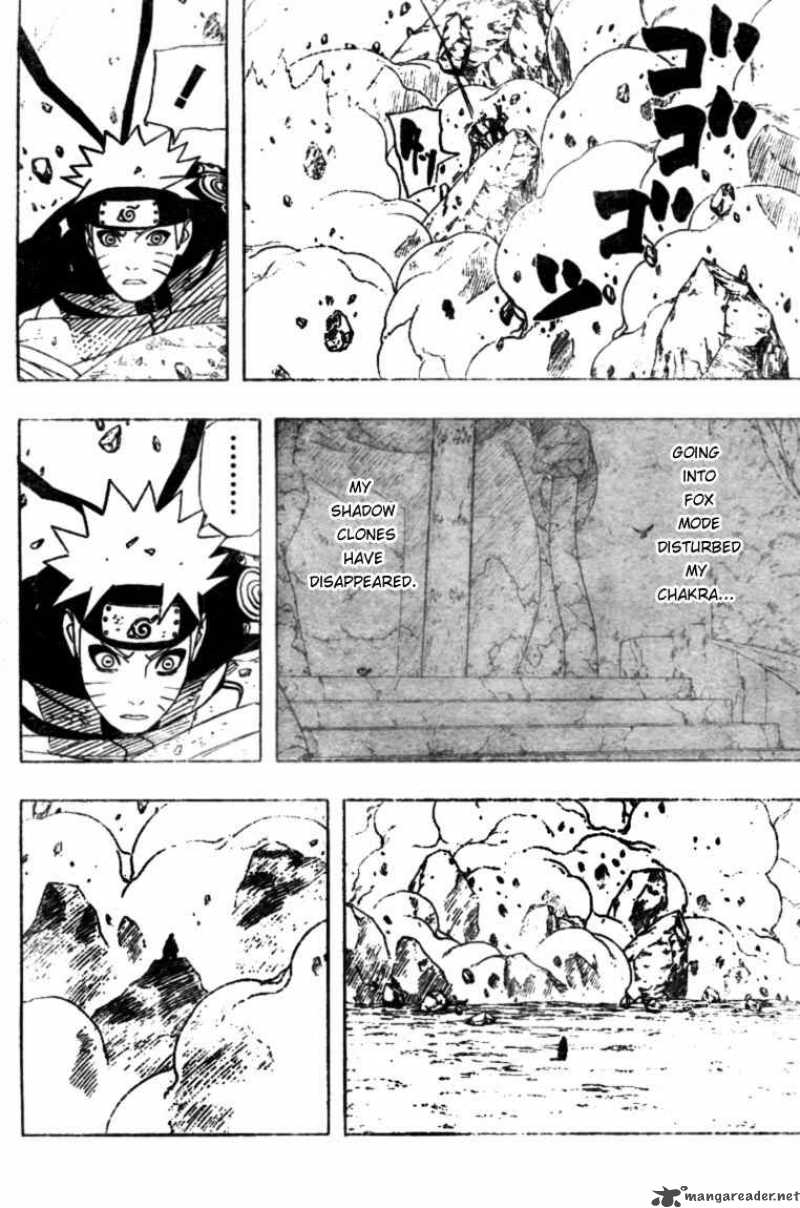 ゴゴゴゴ
ガッ
!
GOING
INTO
FOX
MODE
DISTURBED
MY
CHAKRA...
MY
SHADOW
CLONES
HAVE
DISAPPEARED.
........
mangareader.net